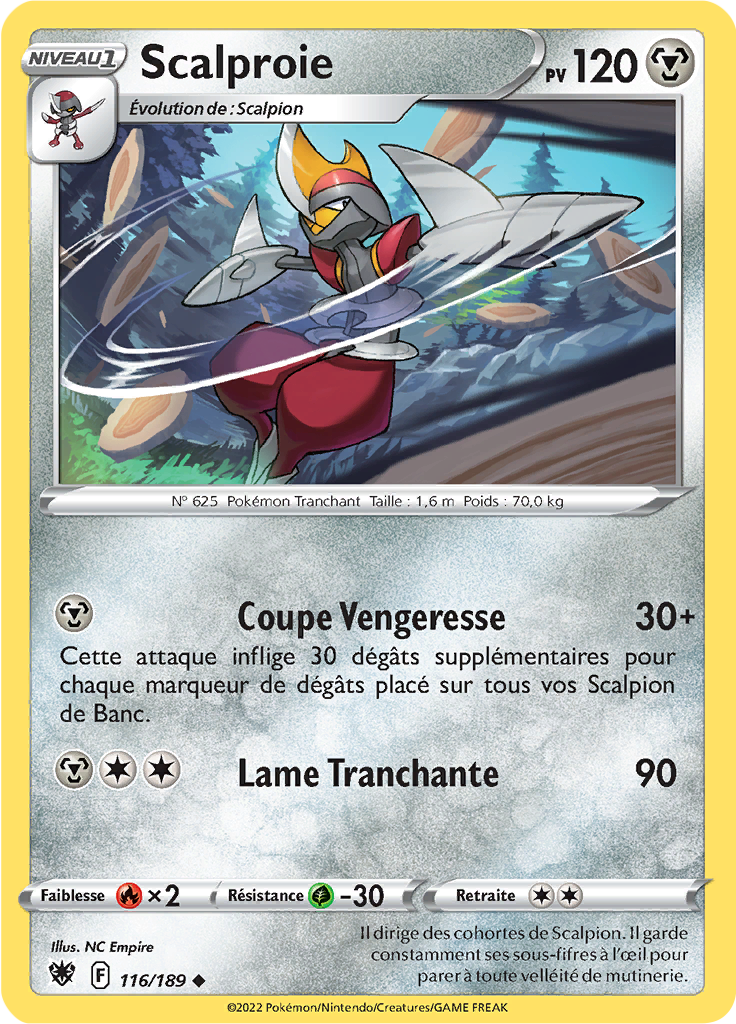 NIVEAU 1
Scalproie
PV 120
Évolution de : Scalpion
N° 625 Pokémon Tranchant Taille : 1,6 m Poids : 70,0 kg
Coupe Vengeresse 30+
Cette attaque inflige 30 dégâts supplémentaires pour
chaque marqueur de dégâts placé sur tous vos Scalpion
de Banc.
Lame Tranchante 90
Faiblesse ×2 Résistance -30 Retraite
Illus. NC Empire
Il dirige des cohortes de Scalpion. Il garde
constamment ses sous-fifres à l'œil pour
parer à toute velléité de mutinerie.
F 116/189
©2022 Pokémon/Nintendo/Creatures/GAME FREAK